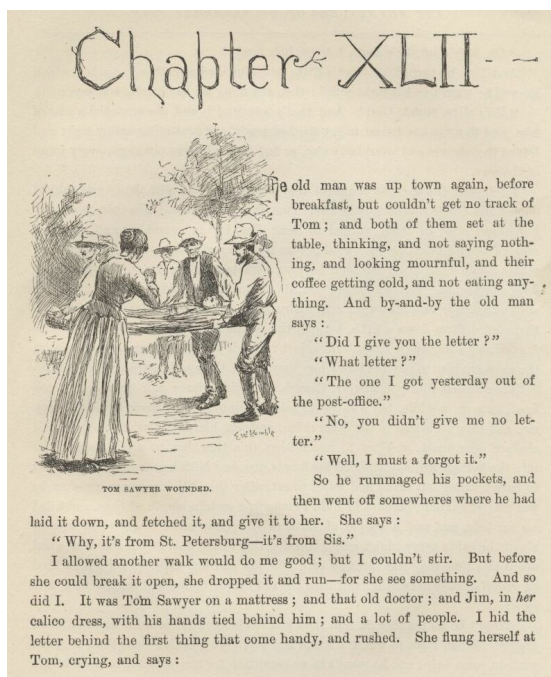 Chapter XLII
The old man was up town again, before
breakfast, but couldn't get no track of
Tom; and both of them set at the
table, thinking, and not saying noth-
ing, and looking mournful, and their
coffee getting cold, and not eating any-
thing. And by-and-by the old man
says:
"Did I give you the letter?"
"What letter?"
"The one I got yesterday out of
the post-office."
"No, you didn't give me no let-
ter."
"Well, I must a forgot it."
So he rummaged his pockets, and
then went off somewheres where he had
E W Kemble
TOM SAWYER WOUNDED.
laid it down, and fetched it, and give it to her. She says:
"Why, it's from St. Petersburg—it's from Sis."
I allowed another walk would do me good; but I couldn't stir. But before
she could break it open, she dropped it and run—for she see something. And so
did I. It was Tom Sawyer on a mattress; and that old doctor; and Jim, in her
calico dress, with his hands tied behind him; and a lot of people. I hid the
letter behind the first thing that come handy, and rushed. She flung herself at
Tom, crying, and says: